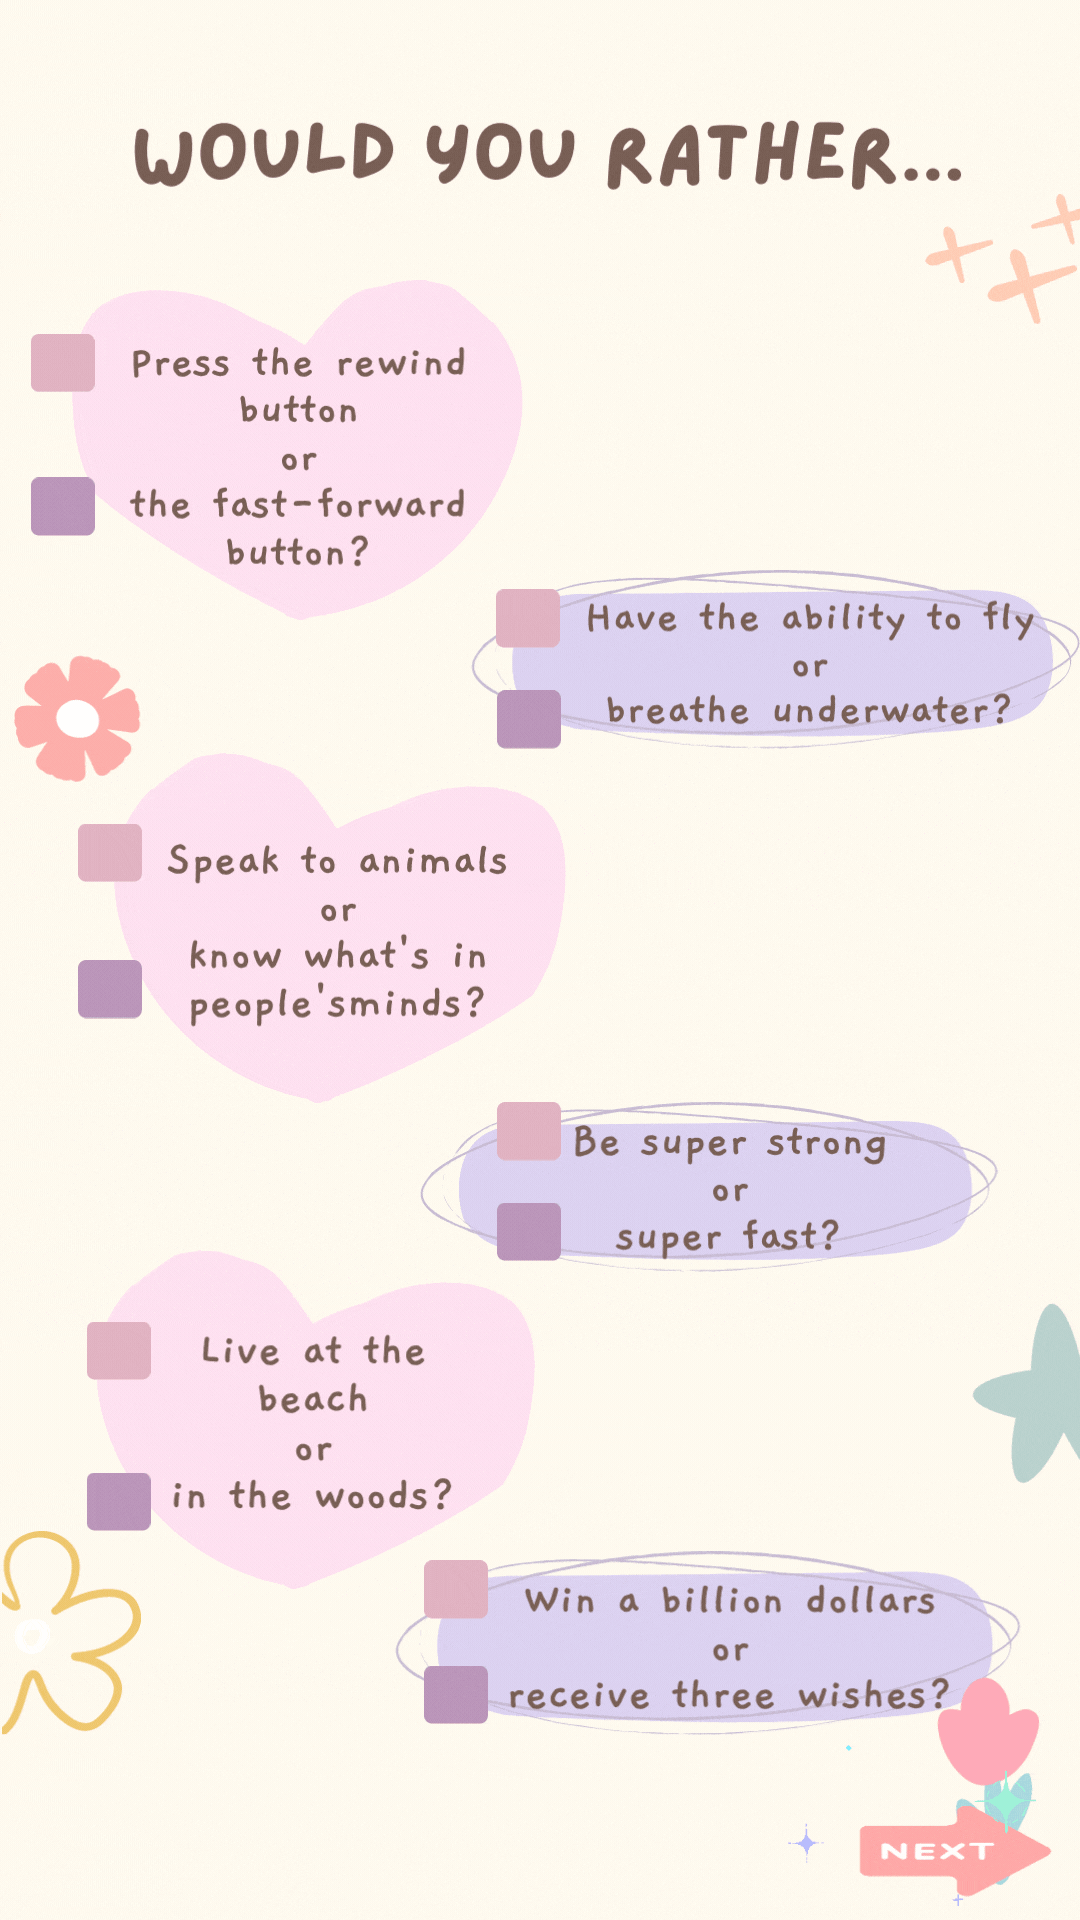 WOULD YOU RATHER...
Press the rewind
button
or
the fast-forward
button?
Have the ability to fly
or
breathe underwater?
Speak to animals
or
know what's in
people'sminds?
Be super strong
or
super fast?
Live at the
beach
or
in the woods?
Win a billion dollars
or
receive three wishes?
NEXT